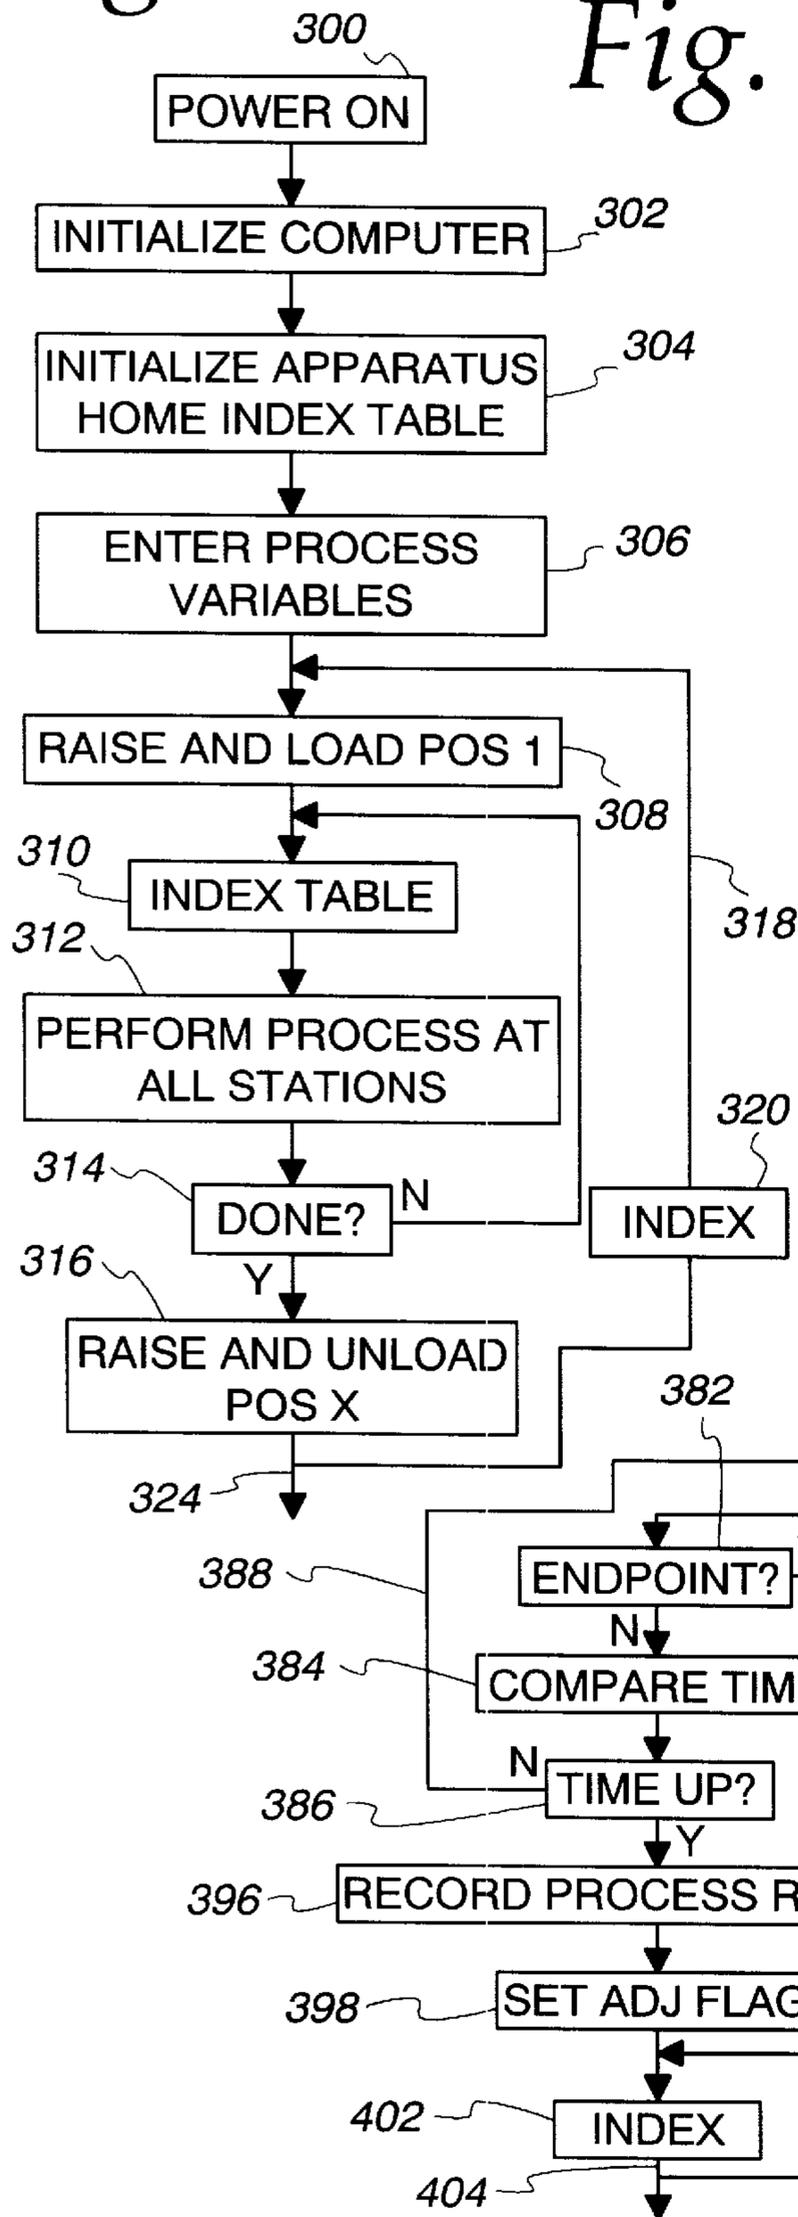 Fig.
300
POWER ON
302
INITIALIZE COMPUTER
304
INITIALIZE APPARATUS
HOME INDEX TABLE
306
ENTER PROCESS
VARIABLES
RAISE AND LOAD POS 1
308
310
INDEX TABLE
318
312
PERFORM PROCESS AT
ALL STATIONS
320
314
DONE?
N
INDEX
316
Y
RAISE AND UNLOAD
POS X
382
324
388
ENDPOINT?
N
384
COMPARE TIM
N
386
TIME UP?
Y
396
RECORD PROCESS R
398
SET ADJ FLAG
402
INDEX
404